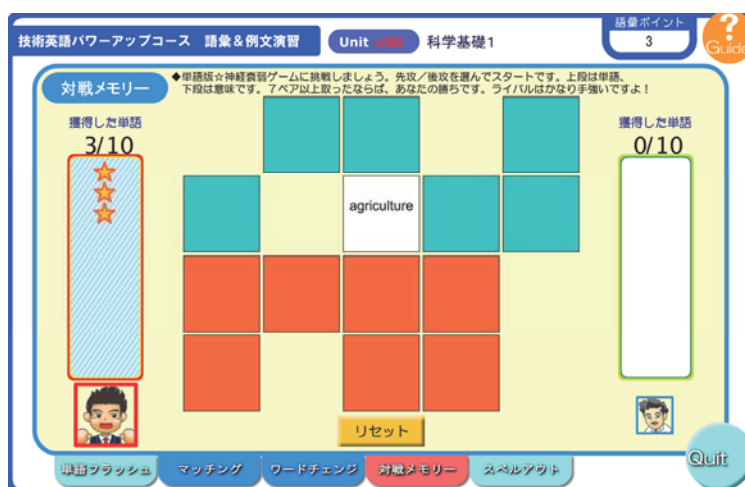 技術英語パワーアップコース 語彙＆例文演習
Unit v066
科学基礎1
語彙ポイント
3
?
Guide
対戦メモリー
◆単語版☆神経衰弱ゲームに挑戦しましょう。先攻／後攻を選んでスタートです。上段は単語、
下段は意味です。７ペア以上取ったならば、あなたの勝ちです。ライバルはかなり手強いですよ！
獲得した単語
3/10
獲得した単語
0/10
agriculture
リセット
単語フラッシュ
マッチング
ワードチェンジ
対戦メモリー
スペルアウト
Quit